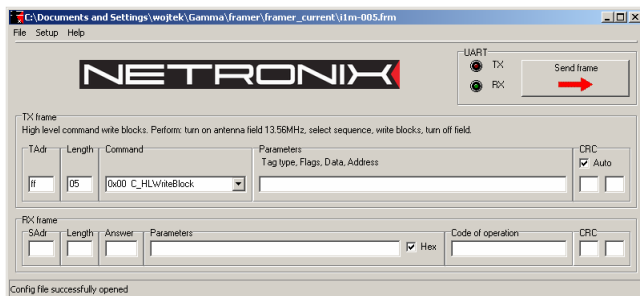 C:\Documents and Settings\wojtek\Gamma\framer\framer_current\i1m-005.frm
File Setup Help
NETRONIX
UART
TX
RX
Send frame
TX frame
High level command write blocks. Perform: turn on antenna field 13.56MHz, select sequence, write blocks, turn off field.
TAdr Length Command Parameters CRC
Tag type, Flags, Data, Address Auto
ff 05 0x00 C_HLWriteBlock
RX frame
SAdr Length Answer Parameters Code of operation CRC
Hex
Config file successfully opened